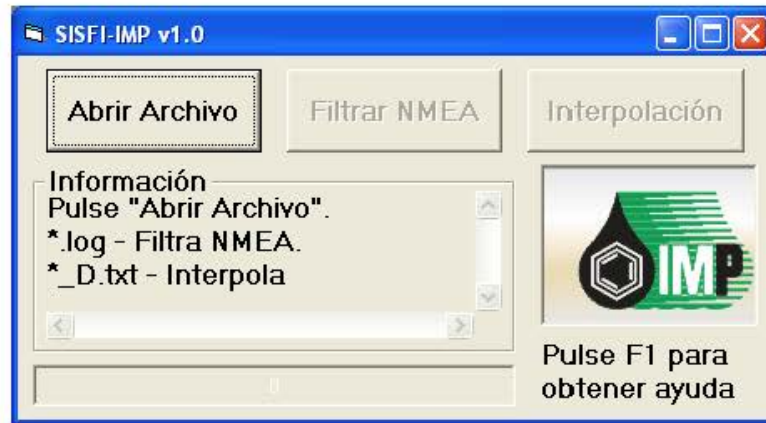 SISFI-IMP v1.0
Abrir Archivo
Filtrar NMEA
Interpolación
Información
Pulse "Abrir Archivo".
*.log - Filtra NMEA.
*_D.txt - Interpola
IMP
Pulse F1 para
obtener ayuda